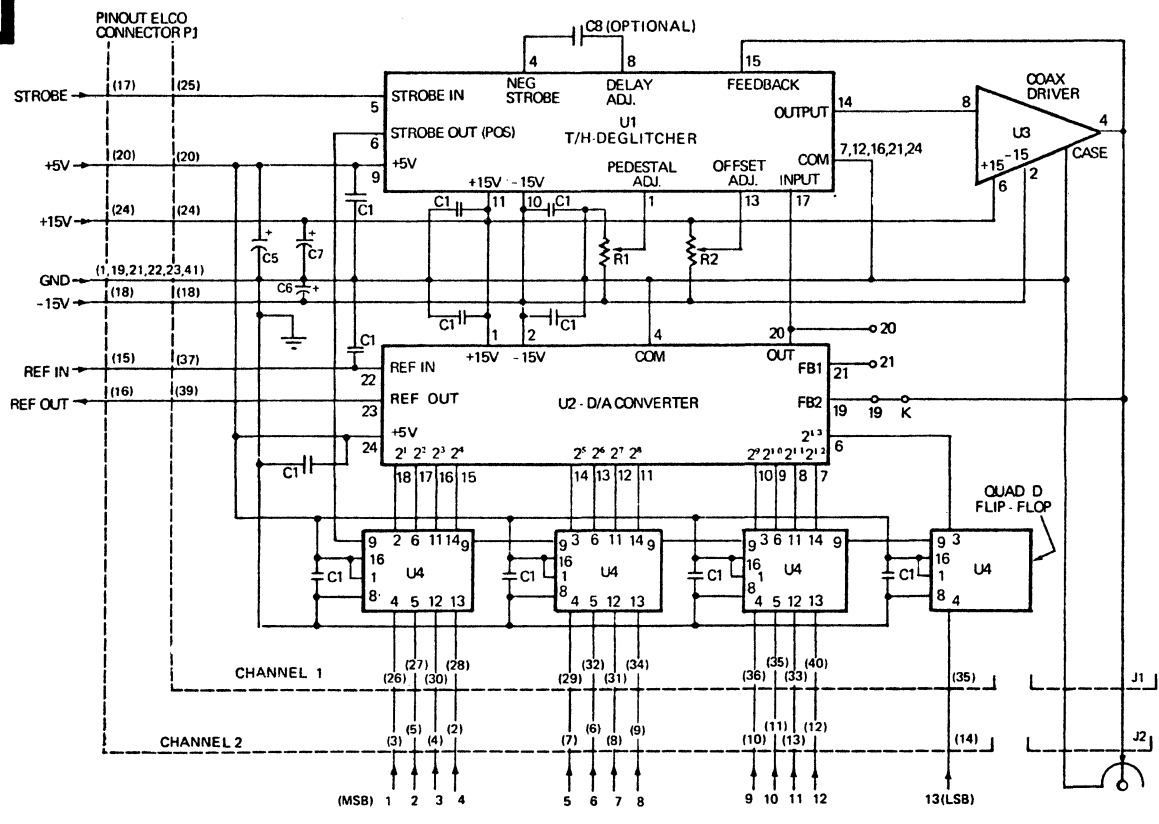 PINOUT ELCO
CONNECTOR P1
C8 (OPTIONAL)
4
8
15
NEG
STROBE
DELAY
ADJ.
FEEDBACK
COAX
DRIVER
STROBE
(17)
(25)
5
STROBE IN
U1
T/H-DEGLITCHER
OUTPUT
14
8
U3
4
6
STROBE OUT (POS)
+5V
(20)
(20)
9
+5V
COM
7,12,16,21,24
+15
-15
CASE
6
2
+15V
-15V
PEDESTAL
ADJ.
OFFSET
ADJ.
INPUT
11
10
1
13
17
C1
C1
C1
+15V
(24)
(24)
+
C5
+
C7
R1
R2
GND
(1,19,21,22,23,41)
C6
+
-15V
(18)
(18)
C1
C1
C1
1
2
4
20
20
+15V
-15V
COM
OUT
REF IN
(15)
(37)
22
REF IN
FB1
21
21
REF OUT
(16)
(39)
23
REF OUT
U2 - D/A CONVERTER
FB2
19
19
K
+5V
24
2¹³
6
C1
2¹ 2² 2³ 2⁴
2⁵ 2⁶ 2⁷ 2⁸
2⁹ 2¹⁰ 2¹¹ 2¹²
18 17 16 15
14 13 12 11
10 9 8 7
QUAD D
FLIP - FLOP
9 2 6 11 14 9
9 3 6 11 14 9
9 3 6 11 14 9
9 3
16
16
16
16
C1
1
U4
C1
1
U4
C1
1
U4
C1
1
U4
8
8
8
8
4 5 12 13
4 5 12 13
4 5 12 13
4
CHANNEL 1
(26) (27) (30) (28)
(29) (32) (31) (34)
(36) (35) (33) (40)
(35)
J1
CHANNEL 2
(3) (5) (4) (2)
(7) (6) (8) (9)
(10) (11) (13) (12)
(14)
J2
(MSB) 1 2 3 4
5 6 7 8
9 10 11 12
13(LSB)